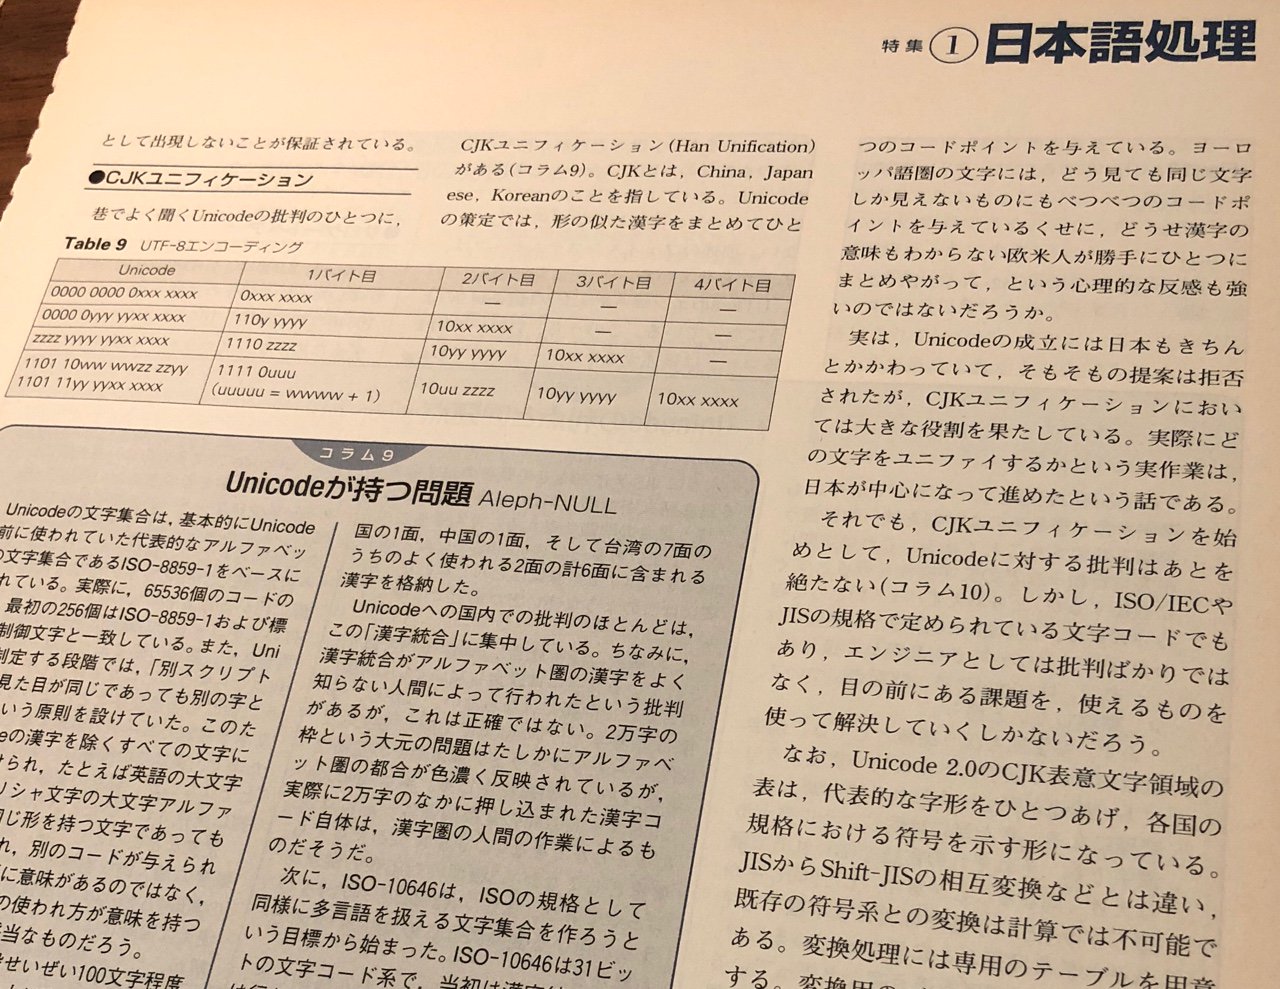 特集 1 日本語処理
として出現しないことが保証されている。
●CJKユニフィケーション
巷でよく聞くUnicodeの批判のひとつに,
CJKユニフィケーション(Han Unification)
がある(コラム9)。CJKとは, China, Japan
ese, Koreanのことを指している。Unicode
の策定では, 形の似た漢字をまとめてひと
つのコードポイントを与えている。ヨーロ
ッパ語圏の文字には, どう見ても同じ文字
しか見えないものにもべつべつのコードポ
イントを与えているくせに, どうせ漢字の
意味もわからない欧米人が勝手にひとつに
まとめやがって, という心理的な反感も強
いのではないだろうか。
実は, Unicodeの成立には日本もきちん
とかかわっていて, そもそもの提案は拒否
されたが, CJKユニフィケーションにおい
ては大きな役割を果たしている。実際にど
の文字をユニファイするかという実作業は,
日本が中心になって進めたという話である。
それでも, CJKユニフィケーションを始
めとして, Unicodeに対する批判はあとを
絶たない(コラム10)。しかし, ISO/IECや
JISの規格で定められている文字コードでも
あり, エンジニアとしては批判ばかりでは
なく, 目の前にある課題を, 使えるものを
使って解決していくしかないだろう。
なお, Unicode 2.0のCJK表意文字領域の
表は, 代表的な字形をひとつあげ, 各国の
規格における符号を示す形になっている。
JISからShift-JISの相互変換などとは違い,
既存の符号系との変換は計算では不可能で
ある。変換処理には専用のテーブルを用意
する。変換用の
Table 9 UTF-8エンコーディング
Unicode 1バイト目 2バイト目 3バイト目 4バイト目
0000 0000 0xxx xxxx 0xxx xxxx — — —
0000 0yyy yyxx xxxx 110y yyyy 10xx xxxx — —
zzzz yyyy yyxx xxxx 1110 zzzz 10yy yyyy 10xx xxxx —
1101 10ww wwzz zzyy 1111 0uuu
1101 11yy yyxx xxxx (uuuuu = wwww + 1) 10uu zzzz 10yy yyyy 10xx xxxx
コラム9
Unicodeが持つ問題 Aleph-NULL
Unicodeの文字集合は, 基本的にUnicode
前に使われていた代表的なアルファベッ
の文字集合であるISO-8859-1をベースに
れている。実際に, 65536個のコードの
最初の256個はISO-8859-1および標
制御文字と一致している。また, Uni
制定する段階では,「別スクリプト
見た目が同じであっても別の字と
いう原則を設けていた。このた
eの漢字を除くすべての文字に
けられ, たとえば英語の大文字
リシャ文字の大文字アルファ
同じ形を持つ文字であっても
れ, 別のコードが与えられ
に意味があるのではなく,
の使われ方が意味を持つ
当なものだろう。
せいぜい100文字程度
国の1面, 中国の1面, そして台湾の7面の
うちのよく使われる2面の計6面に含まれる
漢字を格納した。
Unicodeへの国内での批判のほとんどは,
この「漢字統合」に集中している。ちなみに,
漢字統合がアルファベット圏の漢字をよく
知らない人間によって行われたという批判
があるが, これは正確ではない。2万字の
枠という大元の問題はたしかにアルファベ
ット圏の都合が色濃く反映されているが,
実際に2万字のなかに押し込まれた漢字コ
ード自体は, 漢字圏の人間の作業によるも
のだそうだ。
次に, ISO-10646は, ISOの規格として
同様に多言語を扱える文字集合を作ろうと
いう目標から始まった。ISO-10646は31ビッ
トの文字コード系で, 当初は漢字